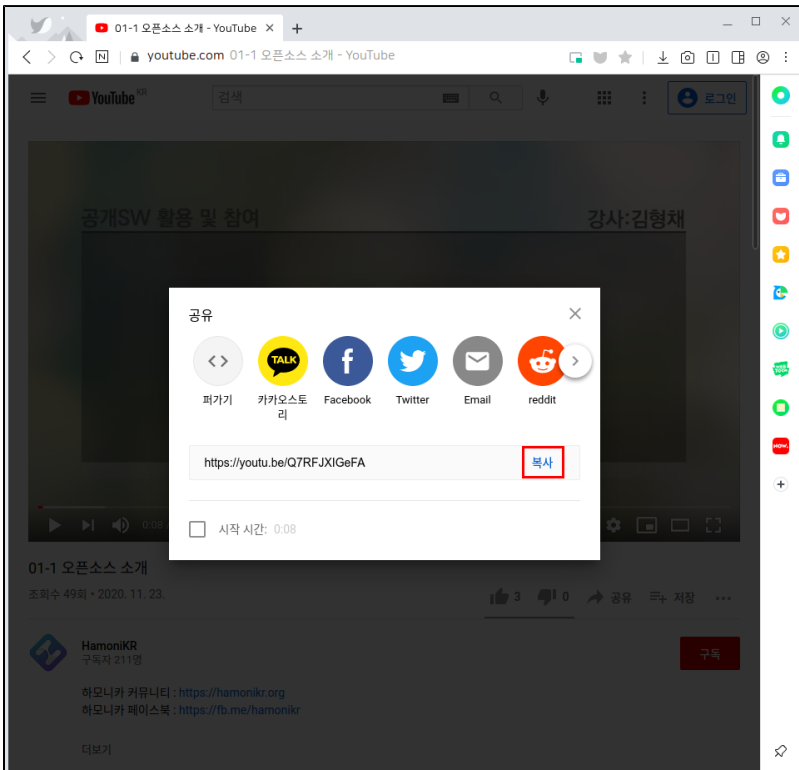 01-1 오픈소스 소개 - YouTube
youtube.com 01-1 오픈소스 소개 - YouTube
YouTube KR
검색
로그인
공개SW 활용 및 참여
강사:김형채
공유
TALK
퍼가기
카카오스토리
Facebook
Twitter
Email
reddit
https://youtu.be/Q7RFJXIGeFA
복사
시작 시간: 0:08
0:08
01-1 오픈소스 소개
조회수 49회 • 2020. 11. 23.
3
0
공유
저장
HamoniKR
구독자 211명
구독
하모니카 커뮤니티 : https://hamonikr.org
하모니카 페이스북 : https://fb.me/hamonikr
더보기
NOW.